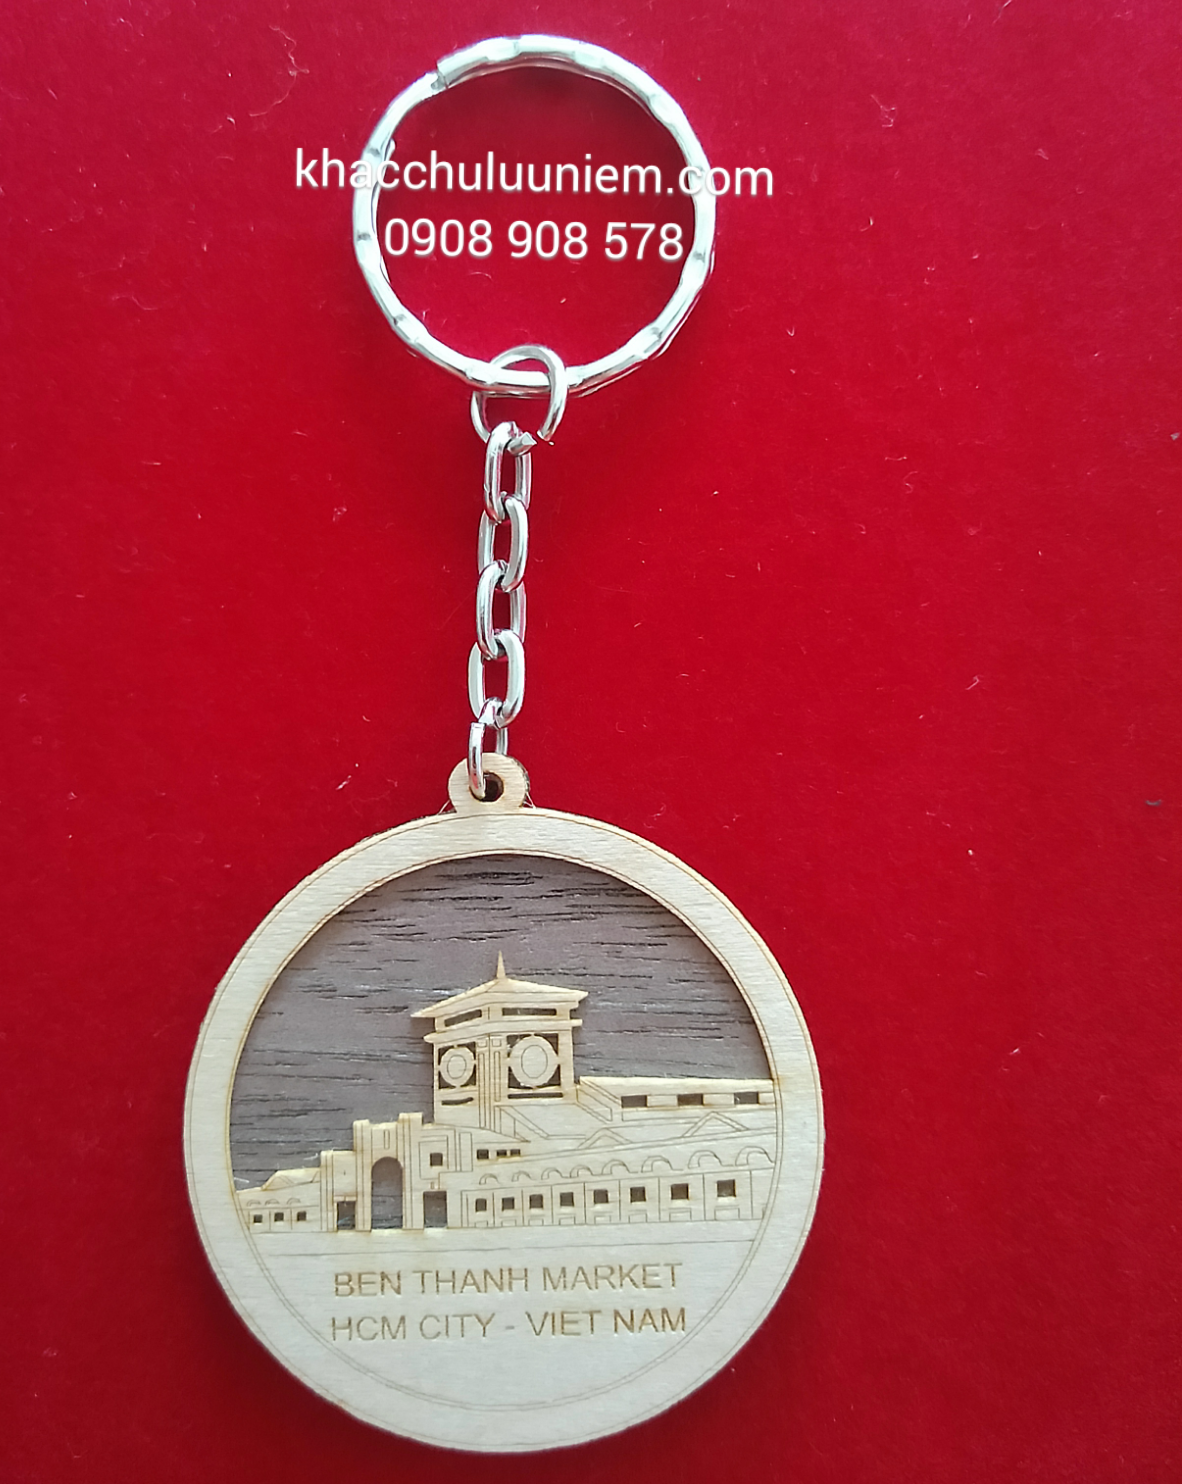 khacchuluuniem.com
0908 908 578
BEN THANH MARKET
HCM CITY - VIET NAM